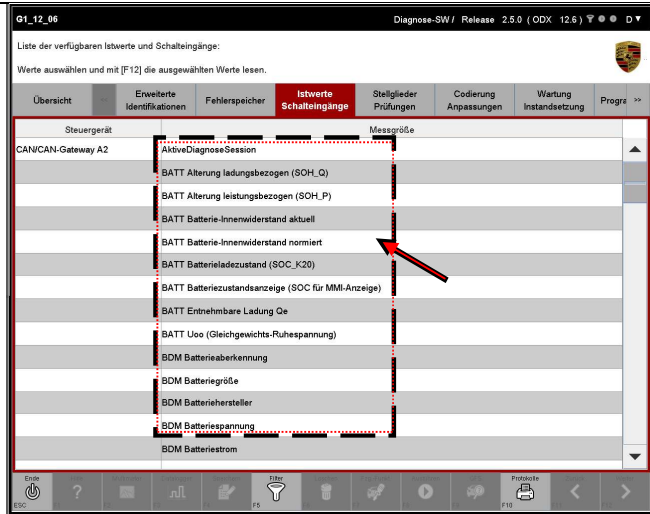 G1_12_06
Diagnose-SW / Release 2.5.0 ( ODX 12.6 ) D
Liste der verfügbaren Istwerte und Schalteingänge:
Werte auswählen und mit [F12] die ausgewählten Werte lesen.
Übersicht << Erweiterte Identifikationen Fehlerspeicher Istwerte Schalteingänge Stellglieder Prüfungen Codierung Anpassungen Wartung Instandsetzung Progra >>
Steuergerät Messgröße
CAN/CAN-Gateway A2 AktiveDiagnoseSession
BATT Alterung ladungsbezogen (SOH_Q)
BATT Alterung leistungsbezogen (SOH_P)
BATT Batterie-Innenwiderstand aktuell
BATT Batterie-Innenwiderstand normiert
BATT Batterieladezustand (SOC_K20)
BATT Batteriezustandsanzeige (SOC für MMI-Anzeige)
BATT Entnehmbare Ladung Qe
BATT Uoo (Gleichgewichts-Ruhespannung)
BDM Batterieaberkennung
BDM Batteriegröße
BDM Batteriehersteller
BDM Batteriespannung
BDM Batteriestrom
Ende Filter Protokolle
ESC F5 F10